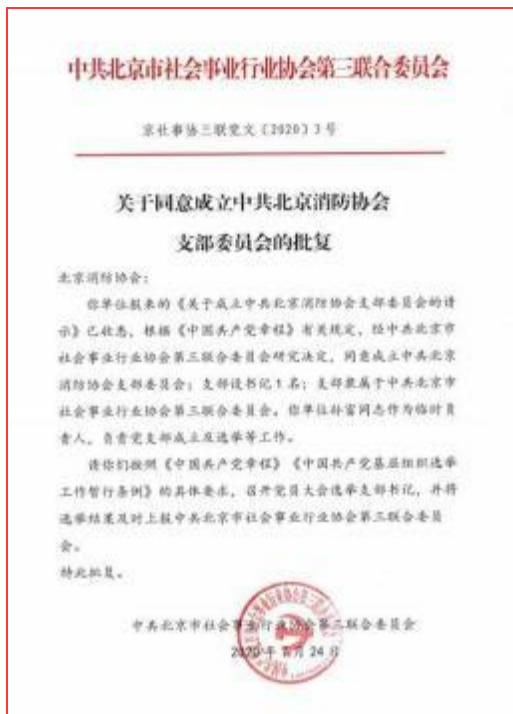 中共北京市社会事业行业协会第三联合委员会
京社事协三联党文〔2020〕3号
关于同意成立中共北京消防协会
支部委员会的批复
北京消防协会：
你单位报来的《关于成立中共北京消防协会支部委员会的请
示》已收悉，根据《中国共产党章程》有关规定，经中共北京市
社会事业行业协会第三联合委员会研究决定，同意成立中共北京
消防协会支部委员会；支部设书记1名；支部隶属于中共北京市
社会事业行业协会第三联合委员会。你单位孙富同志作为临时负
责人，负责党支部成立及选举等工作。
请你们按照《中国共产党章程》《中国共产党基层组织选举
工作暂行条例》的具体要求，召开党员大会选举支部书记，并将
选举结果及时上报中共北京市社会事业行业协会第三联合委员
会。
特此批复。
中共北京市社会事业行业协会第三联合委员会
2020年 月24日